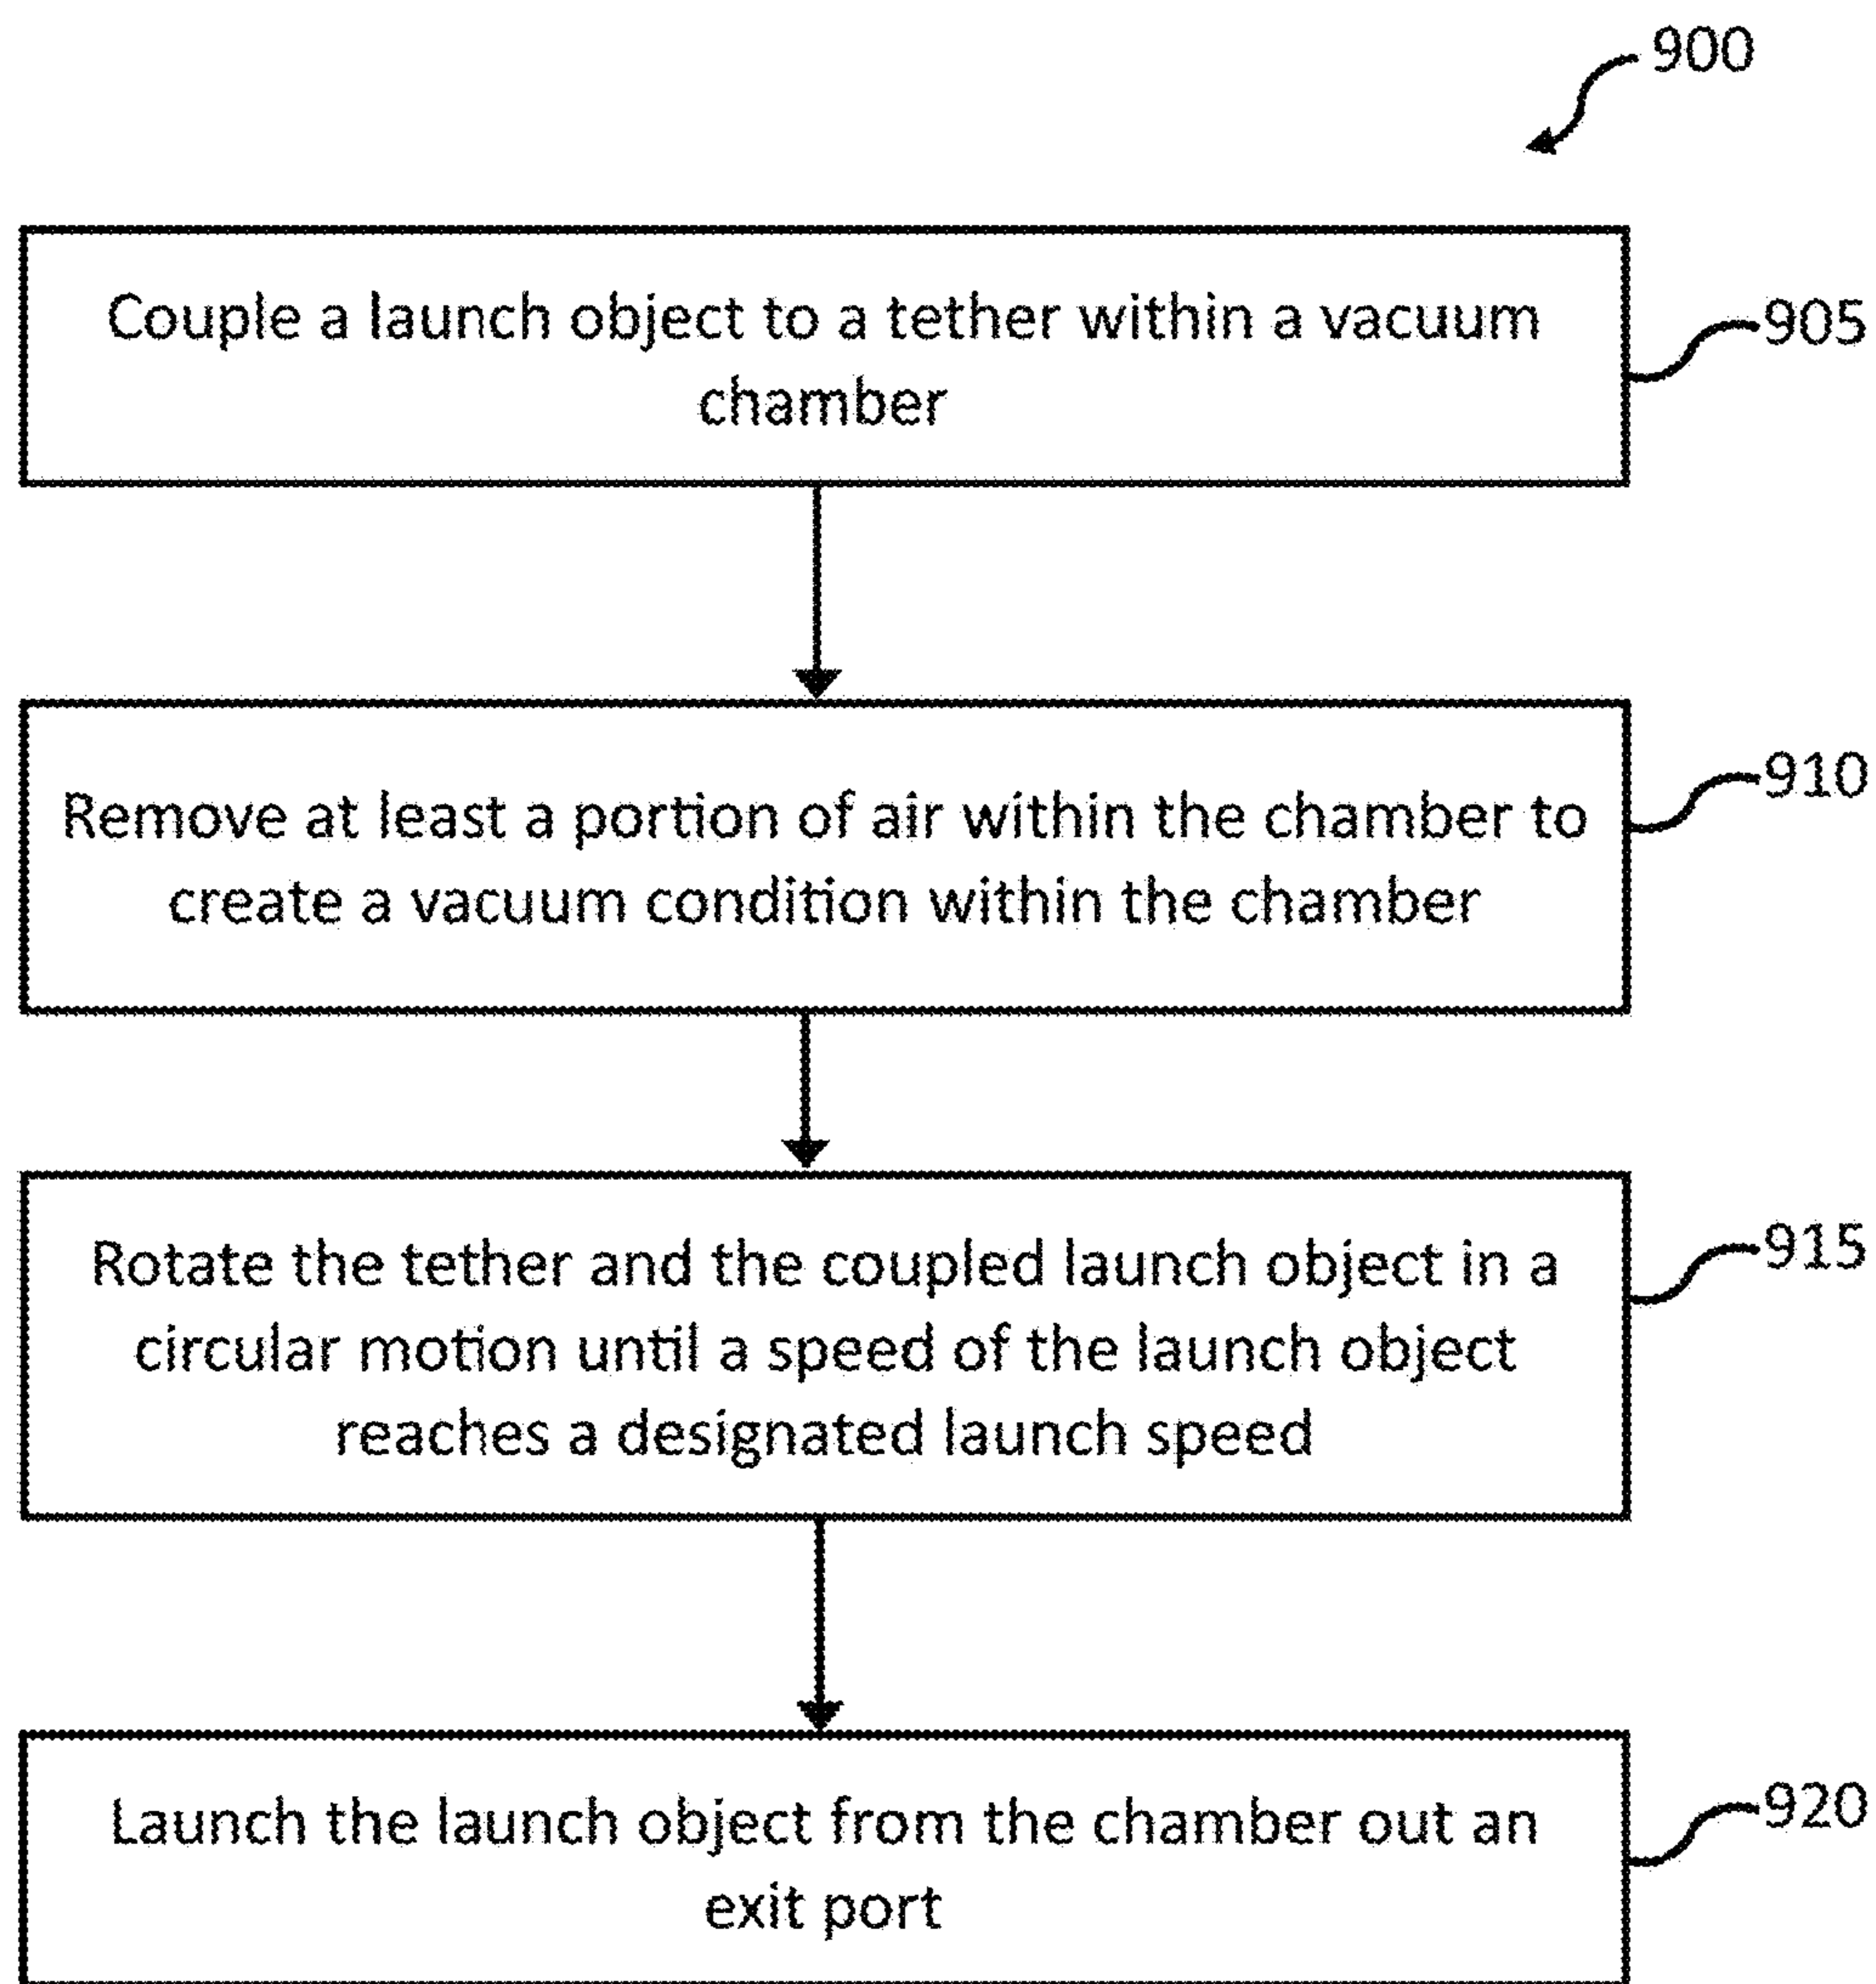 900
Couple a launch object to a tether within a vacuum
chamber
905
Remove at least a portion of air within the chamber to
create a vacuum condition within the chamber
910
Rotate the tether and the coupled launch object in a
circular motion until a speed of the launch object
reaches a designated launch speed
915
Launch the launch object from the chamber out an
exit port
920